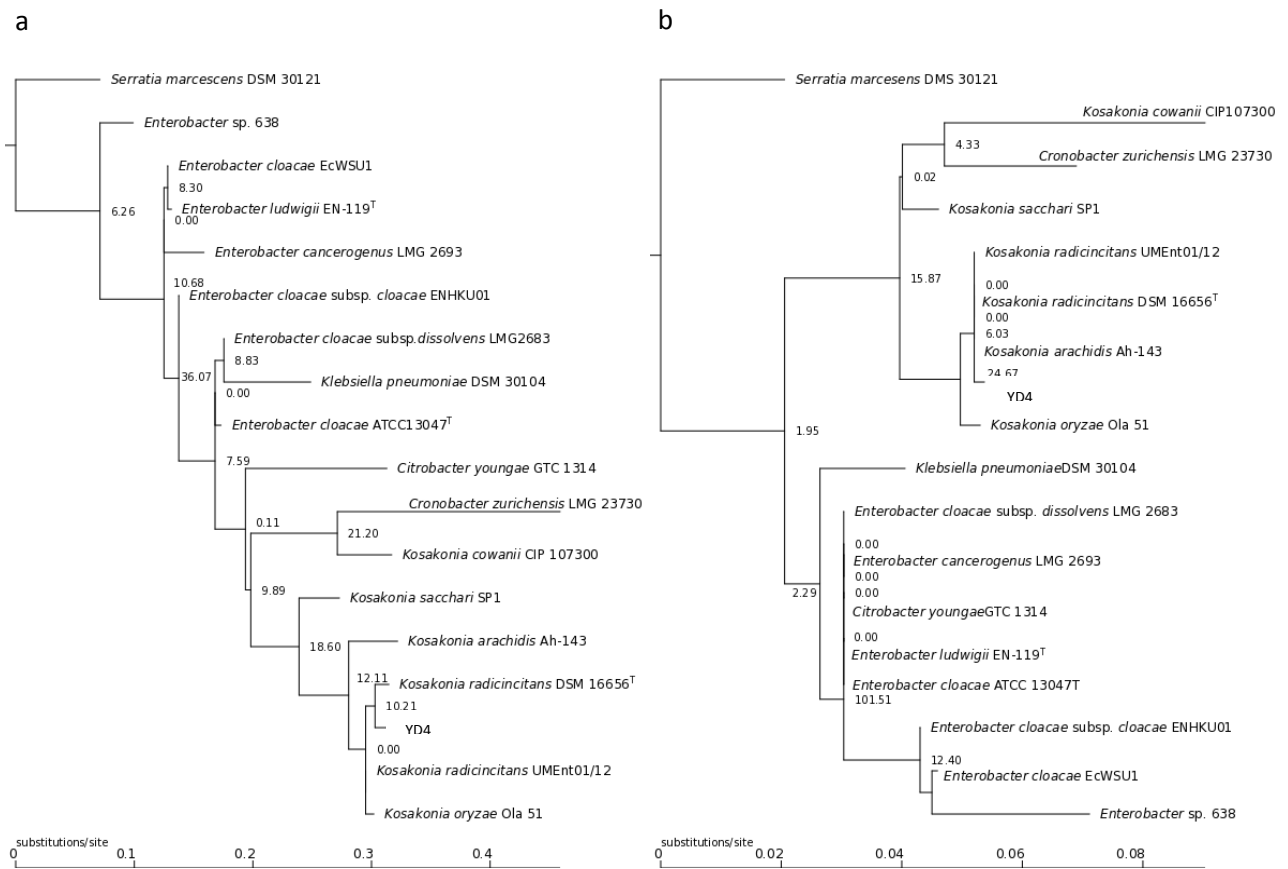 a
Serratia marcescens DSM 30121
Enterobacter sp. 638
6.26
Enterobacter cloacae EcWSU1
8.30
Enterobacter ludwigii EN-119T
0.00
Enterobacter cancerogenus LMG 2693
10.68
Enterobacter cloacae subsp. cloacae ENHKU01
Enterobacter cloacae subsp.dissolvens LMG2683
8.83
36.07
Klebsiella pneumoniae DSM 30104
0.00
Enterobacter cloacae ATCC13047T
7.59
Citrobacter youngae GTC 1314
Cronobacter zurichensis LMG 23730
0.11
21.20
Kosakonia cowanii CIP 107300
9.89
Kosakonia sacchari SP1
18.60
Kosakonia arachidis Ah-143
12.11
Kosakonia radicincitans DSM 16656T
10.21
YD4
0.00
Kosakonia radicincitans UMEnt01/12
Kosakonia oryzae Ola 51
substitutions/site
0 0.1 0.2 0.3 0.4
b
Serratia marcesens DMS 30121
Kosakonia cowanii CIP107300
4.33
Cronobacter zurichensis LMG 23730
0.02
Kosakonia sacchari SP1
Kosakonia radicincitans UMEnt01/12
15.87
0.00
Kosakonia radicincitans DSM 16656T
0.00
6.03
Kosakonia arachidis Ah-143
24.67
YD4
Kosakonia oryzae Ola 51
1.95
Klebsiella pneumoniaeDSM 30104
Enterobacter cloacae subsp. dissolvens LMG 2683
0.00
Enterobacter cancerogenus LMG 2693
0.00
2.29
0.00
Citrobacter youngaeGTC 1314
0.00
Enterobacter ludwigii EN-119T
Enterobacter cloacae ATCC 13047T
101.51
Enterobacter cloacae subsp. cloacae ENHKU01
12.40
Enterobacter cloacae EcWSU1
Enterobacter sp. 638
substitutions/site
0 0.02 0.04 0.06 0.08